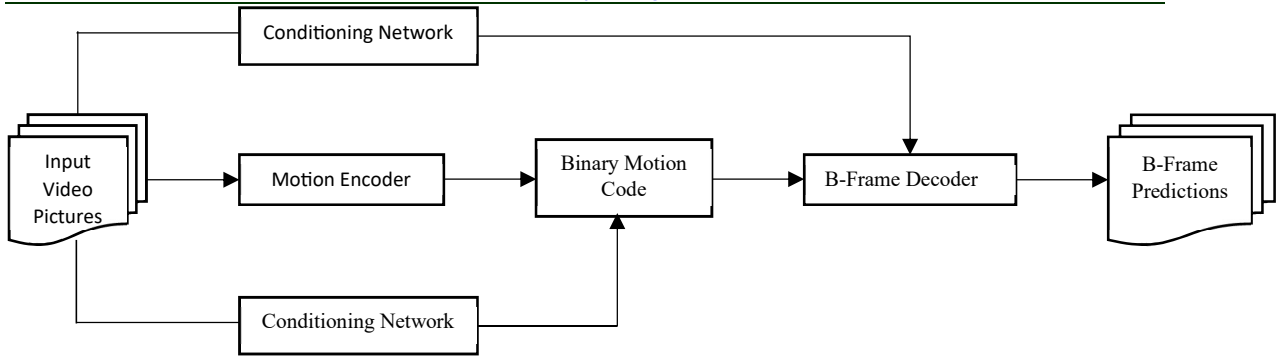 Conditioning Network
Input
Video
Pictures
Motion Encoder
Binary Motion
Code
B-Frame Decoder
B-Frame
Predictions
Conditioning Network